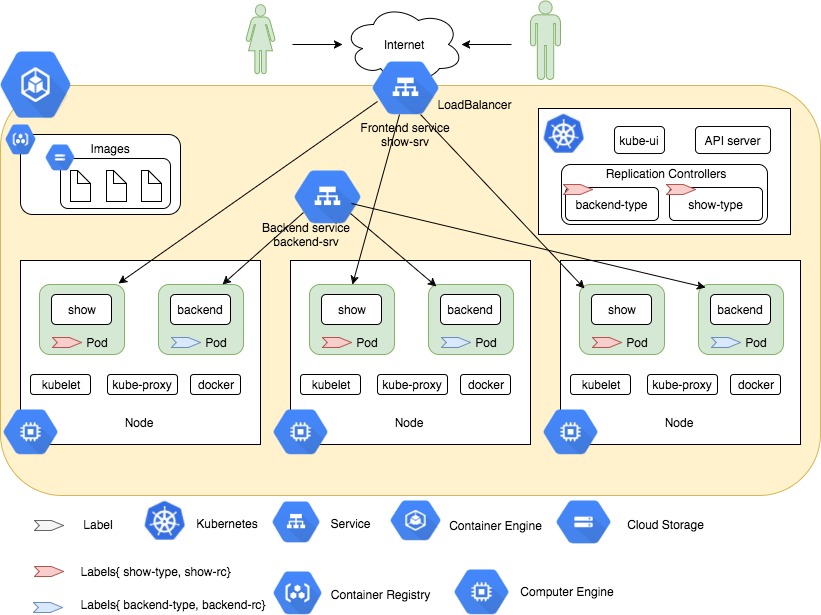 Internet
LoadBalancer
Frontend service
show-srv
Images
kube-ui
API server
Replication Controllers
backend-type
show-type
Backend service
backend-srv
show
backend
Pod
Pod
kubelet
kube-proxy
docker
Node
show
backend
Pod
Pod
kubelet
kube-proxy
docker
Node
show
backend
Pod
Pod
kubelet
kube-proxy
docker
Node
Label
Kubernetes
Service
Container Engine
Cloud Storage
Labels{ show-type, show-rc}
Container Registry
Computer Engine
Labels{ backend-type, backend-rc}